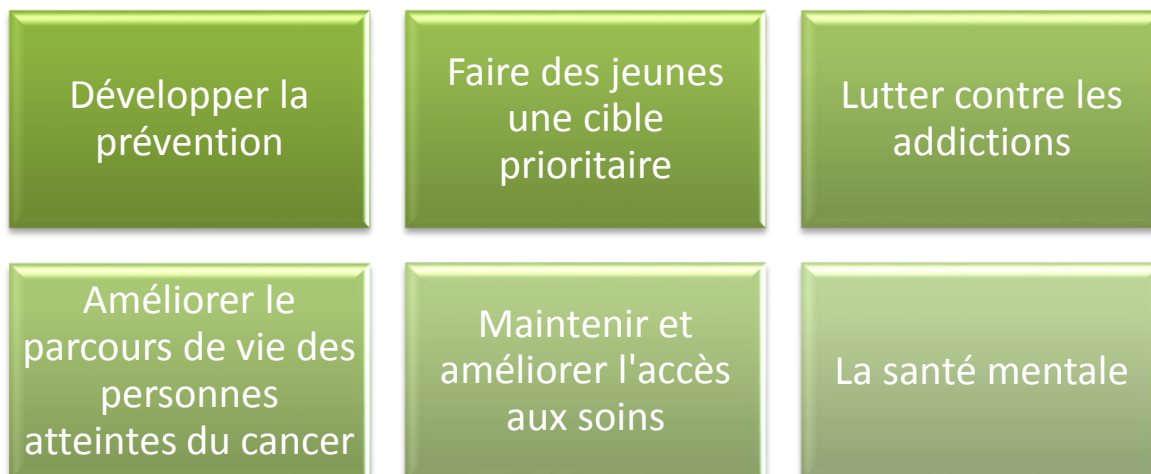 Développer la
prévention
Faire des jeunes
une cible
prioritaire
Lutter contre les
addictions
Améliorer le
parcours de vie des
personnes
atteintes du cancer
Maintenir et
améliorer l'accès
aux soins
La santé mentale